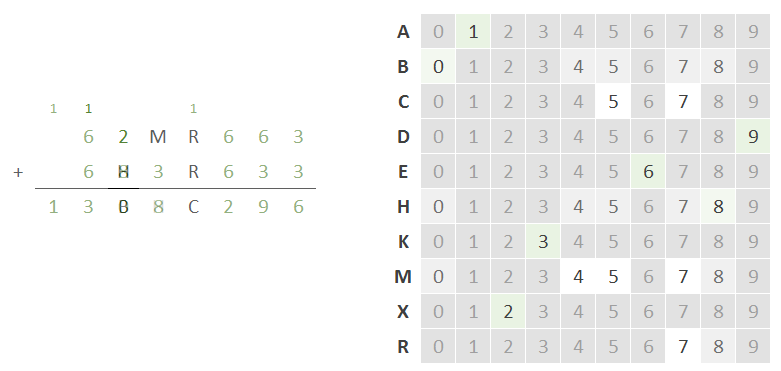 1 1 1
6 2 M R 6 6 3
+ 6 H 3 R 6 3 3
1 3 B 8 C 2 9 6
A 0 1 2 3 4 5 6 7 8 9
B 0 1 2 3 4 5 6 7 8 9
C 0 1 2 3 4 5 6 7 8 9
D 0 1 2 3 4 5 6 7 8 9
E 0 1 2 3 4 5 6 7 8 9
H 0 1 2 3 4 5 6 7 8 9
K 0 1 2 3 4 5 6 7 8 9
M 0 1 2 3 4 5 6 7 8 9
X 0 1 2 3 4 5 6 7 8 9
R 0 1 2 3 4 5 6 7 8 9